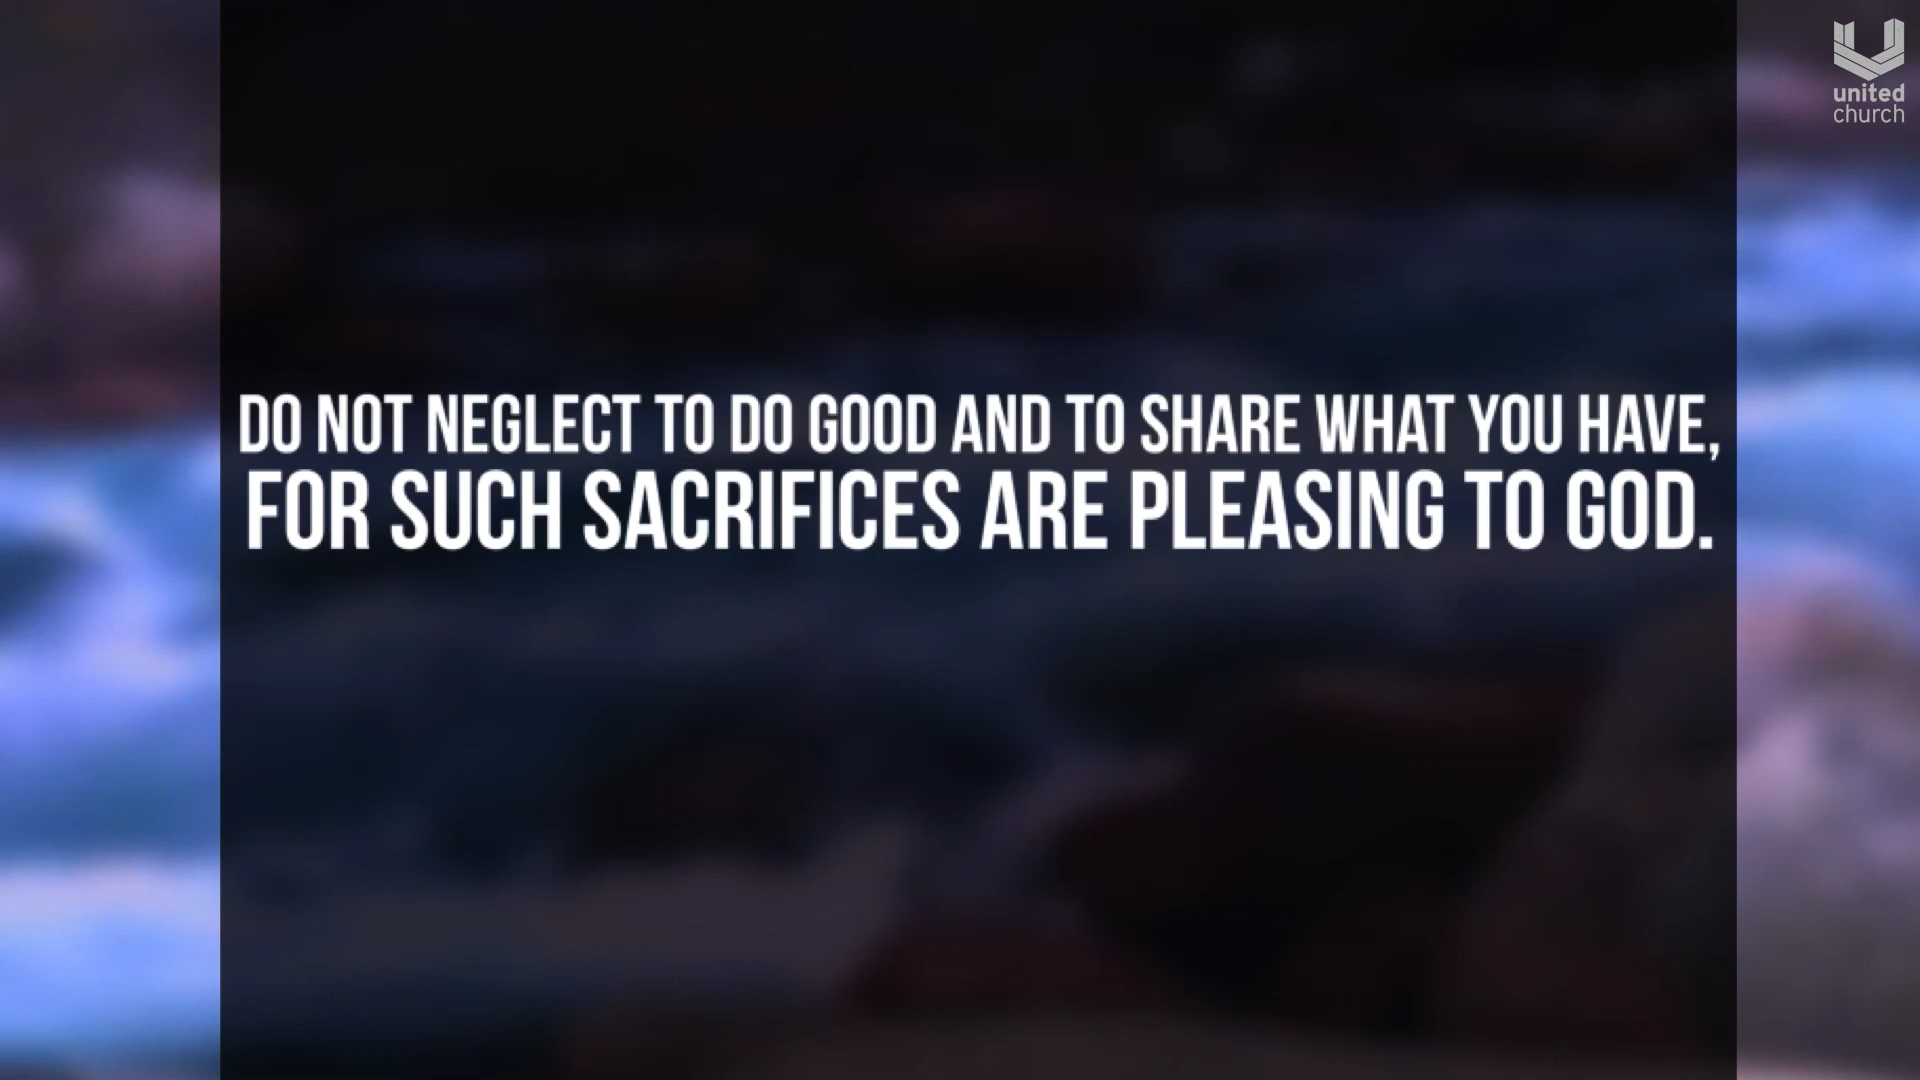 united
church
DO NOT NEGLECT TO DO GOOD AND TO SHARE WHAT YOU HAVE,
FOR SUCH SACRIFICES ARE PLEASING TO GOD.